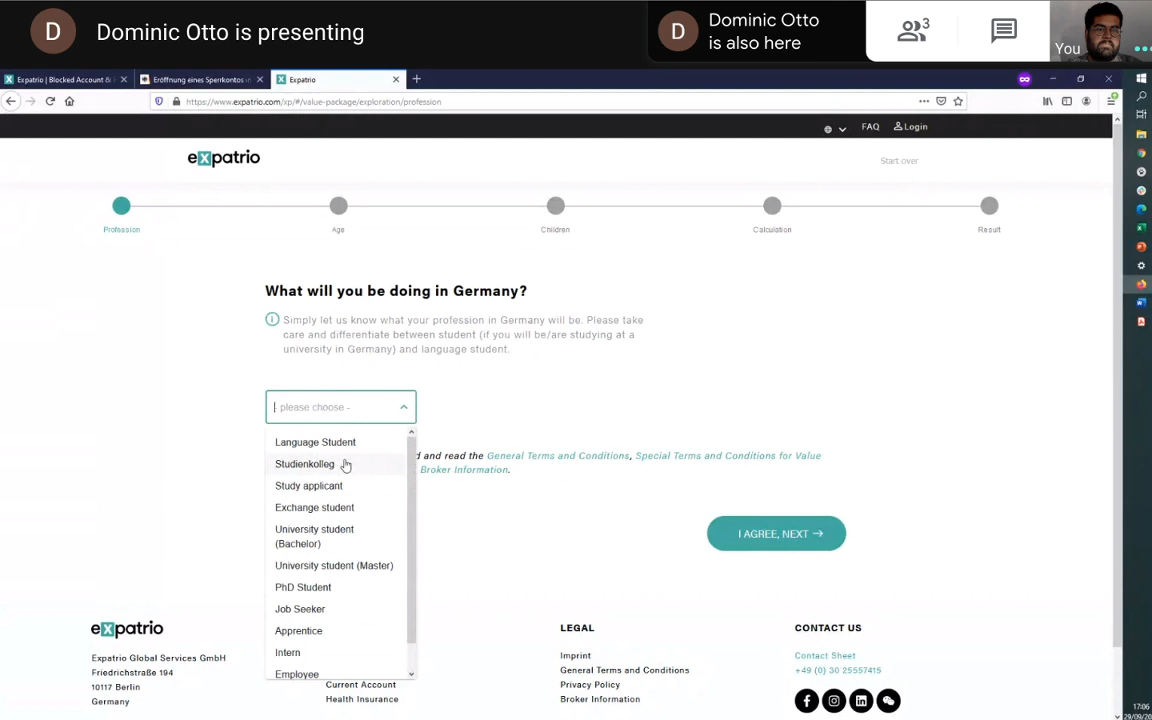 D
Dominic Otto is presenting
D
Dominic Otto
is also here
3
You
Expatrio | Blocked Account &
Eröffnung eines Sperrkontos
Expatrio
https://www.expatrio.com/xp/#/value-package/exploration/profession
FAQ
Login
expatrio
Start over
Profession
Age
Children
Calculation
Result
What will you be doing in Germany?
Simply let us know what your profession in Germany will be. Please take
care and differentiate between student (if you will be/are studying at a
university in Germany) and language student.
please choose -
Language Student
Studienkolleg
Study applicant
Exchange student
University student
(Bachelor)
University student (Master)
PhD Student
Job Seeker
Apprentice
Intern
Employee
d and read the General Terms and Conditions, Special Terms and Conditions for Value
Broker Information.
I AGREE, NEXT →
expatrio
Expatrio Global Services GmbH
Friedrichstraße 194
10117 Berlin
Germany
Current Account
Health Insurance
LEGAL
Imprint
General Terms and Conditions
Privacy Policy
Broker Information
CONTACT US
Contact Sheet
+49 (0) 30 25557415
17:06
29/09/20